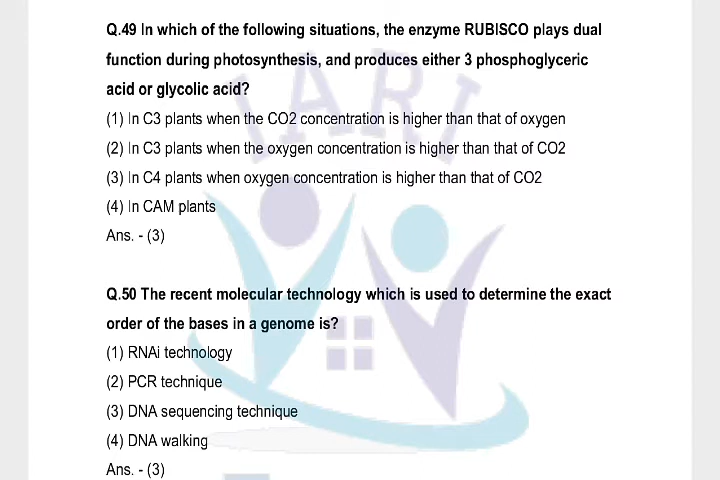 Q.49 In which of the following situations, the enzyme RUBISCO plays dual
function during photosynthesis, and produces either 3 phosphoglyceric
acid or glycolic acid?
(1) In C3 plants when the CO2 concentration is higher than that of oxygen
(2) In C3 plants when the oxygen concentration is higher than that of CO2
(3) In C4 plants when oxygen concentration is higher than that of CO2
(4) In CAM plants
Ans. - (3)
Q.50 The recent molecular technology which is used to determine the exact
order of the bases in a genome is?
(1) RNAi technology
(2) PCR technique
(3) DNA sequencing technique
(4) DNA walking
Ans. - (3)
IARI